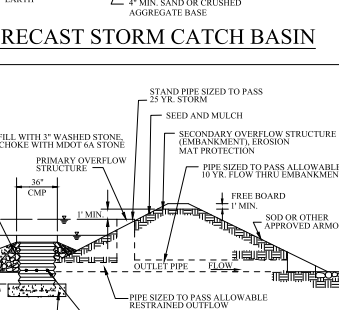 EARTH
4" MIN. SAND OR CRUSHED
AGGREGATE BASE
RECAST STORM CATCH BASIN
STAND PIPE SIZED TO PASS
25 YR. STORM
SEED AND MULCH
FILL WITH 3" WASHED STONE,
CHOKE WITH MDOT 6A STONE
SECONDARY OVERFLOW STRUCTURE
(EMBANKMENT), EROSION
MAT PROTECTION
PRIMARY OVERFLOW
STRUCTURE
PIPE SIZED TO PASS ALLOWABLE
10 YR. FLOW THRU EMBANKMEN
36"
CMP
FREE BOARD
1' MIN.
1' MIN.
SOD OR OTHER
APPROVED ARMO
OUTLET PIPE
FLOW
PIPE SIZED TO PASS ALLOWABLE
RESTRAINED OUTFLOW